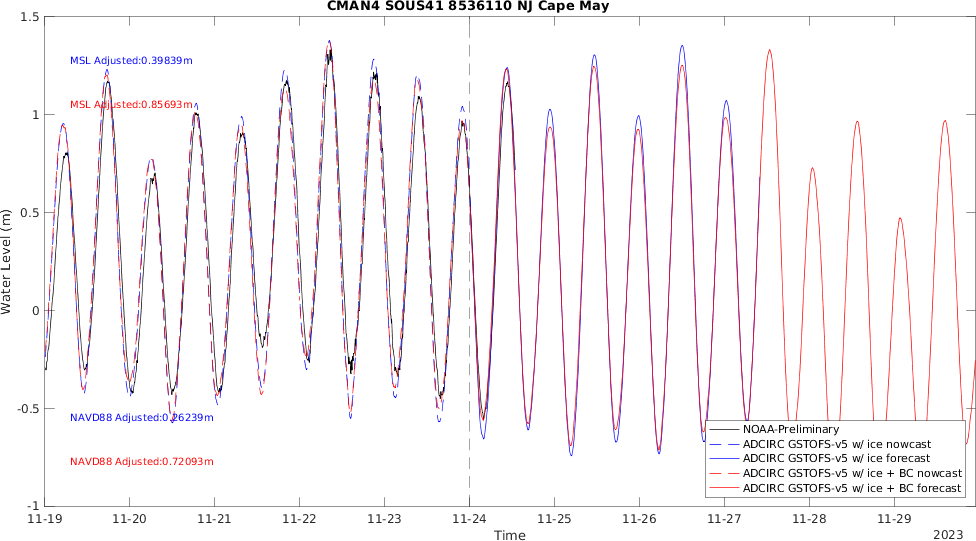 CMAN4 SOUS41 8536110 NJ Cape May
1.5
MSL Adjusted:0.39839m
MSL Adjusted:0.85693m
1
0.5
Water Level (m)
0
-0.5
NAVD88 Adjusted:0.26239m
NOAA-Preliminary
ADCIRC GSTOFS-v5 w/ ice nowcast
ADCIRC GSTOFS-v5 w/ ice forecast
NAVD88 Adjusted:0.72093m
ADCIRC GSTOFS-v5 w/ ice + BC nowcast
ADCIRC GSTOFS-v5 w/ ice + BC forecast
-1
11-19 11-20 11-21 11-22 11-23 11-24 11-25 11-26 11-27 11-28 11-29
Time
2023